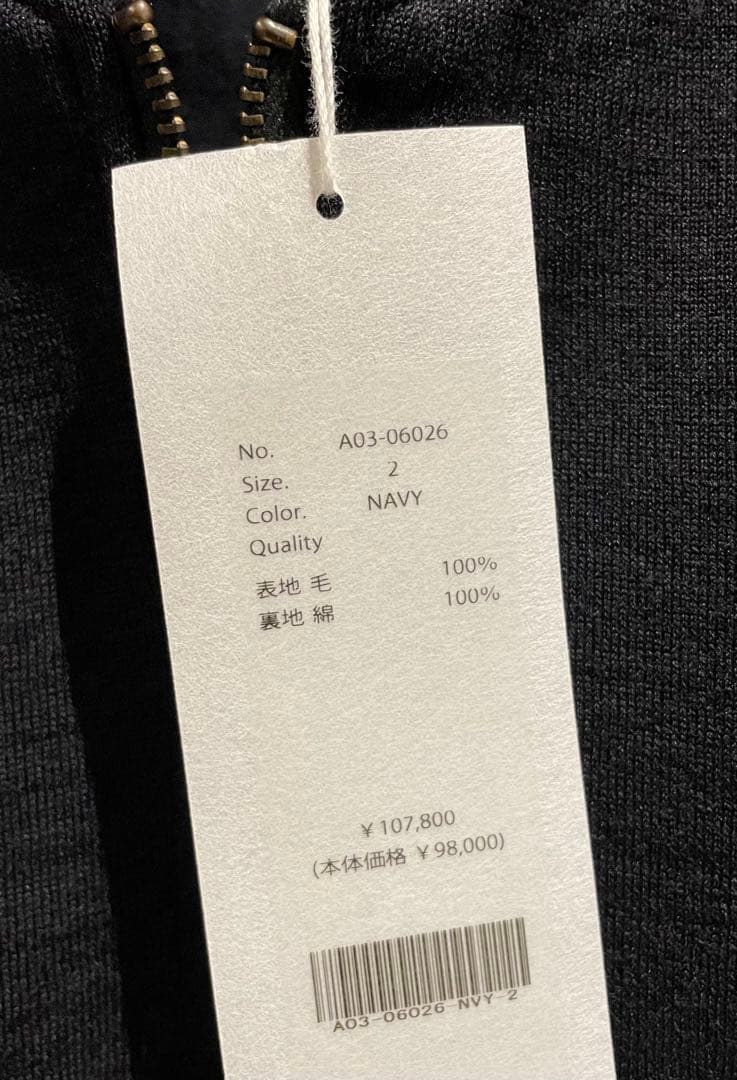 No. A03-06026
Size. 2
Color. NAVY
Quality
表地 毛 100%
裏地 綿 100%
¥107,800
(本体価格 ¥98,000)
A03-06026-NVY-2